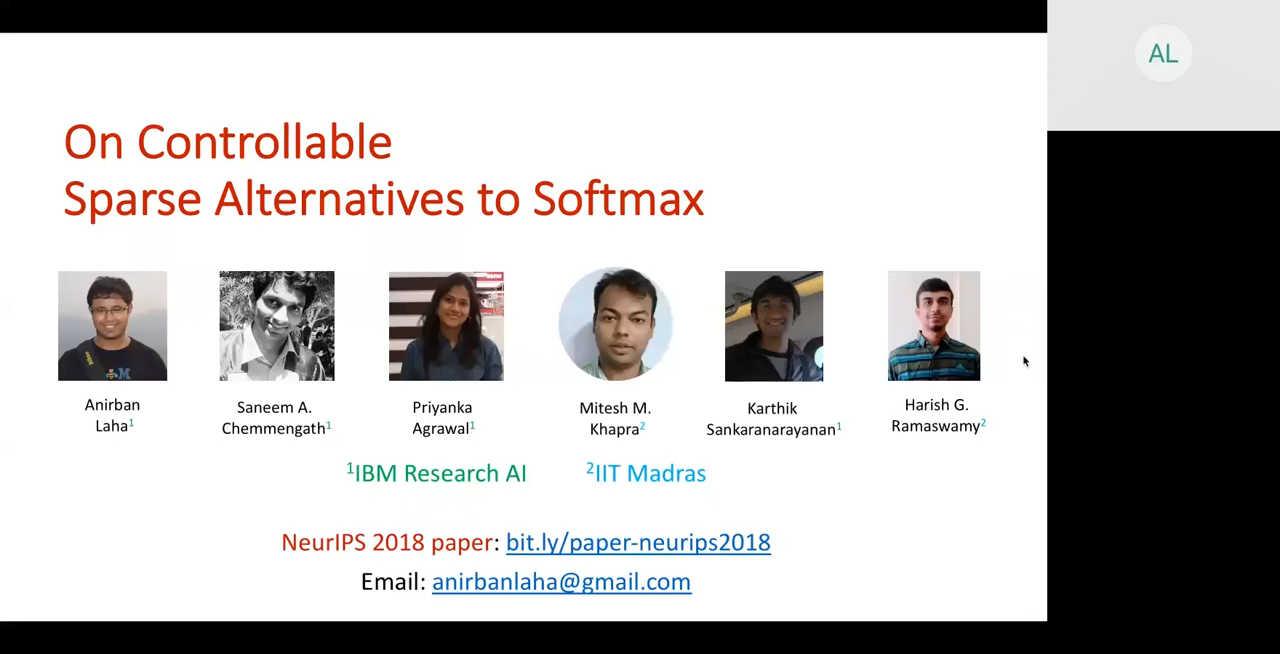 AL
On Controllable
Sparse Alternatives to Softmax
Anirban
Laha1
Saneem A.
Chemmengath1
Priyanka
Agrawal1
Mitesh M.
Khapra2
Karthik
Sankaranarayanan1
Harish G.
Ramaswamy2
1IBM Research AI
2IIT Madras
NeurIPS 2018 paper: bit.ly/paper-neurips2018
Email: anirbanlaha@gmail.com